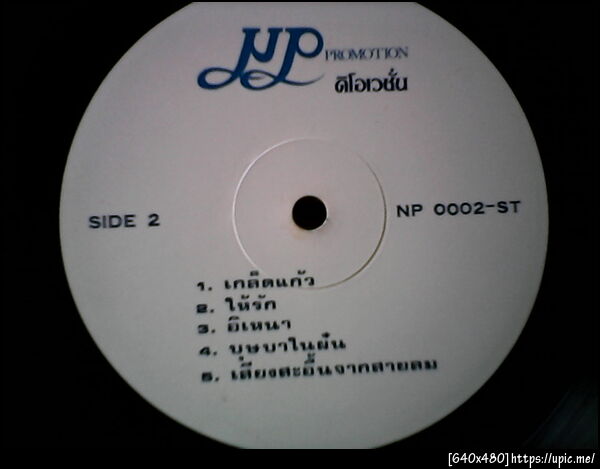 NP PROMOTION
ดิโอเวชั่น
SIDE 2
NP 0002-ST
1. เกล็ดแก้ว
2. ให้รัก
3. อิเหนา
4. บุษบาในฝัน
5. เสียงสะอื้นจากสายลม
[640x480]https://upic.me/